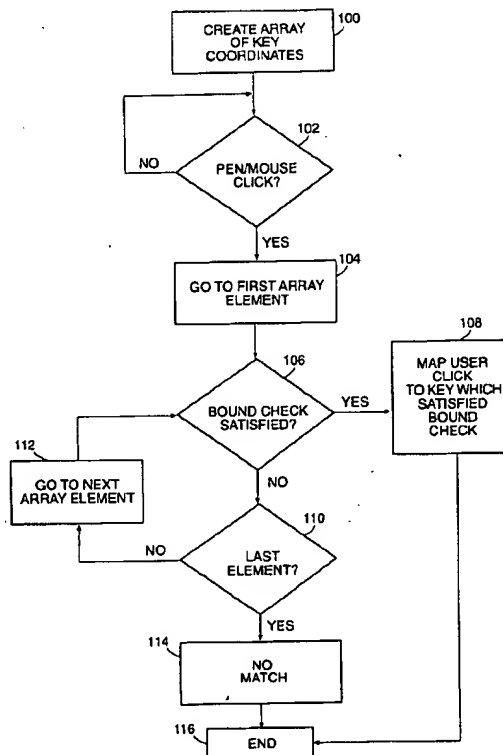 CREATE ARRAY
OF KEY
COORDINATES
100
102
PEN/MOUSE
CLICK?
NO
YES
104
GO TO FIRST ARRAY
ELEMENT
106
BOUND CHECK
SATISFIED?
YES
108
MAP USER
CLICK
TO KEY WHICH
SATISFIED
BOUND
CHECK
NO
112
GO TO NEXT
ARRAY ELEMENT
110
LAST
ELEMENT?
NO
YES
114
NO
MATCH
116
END